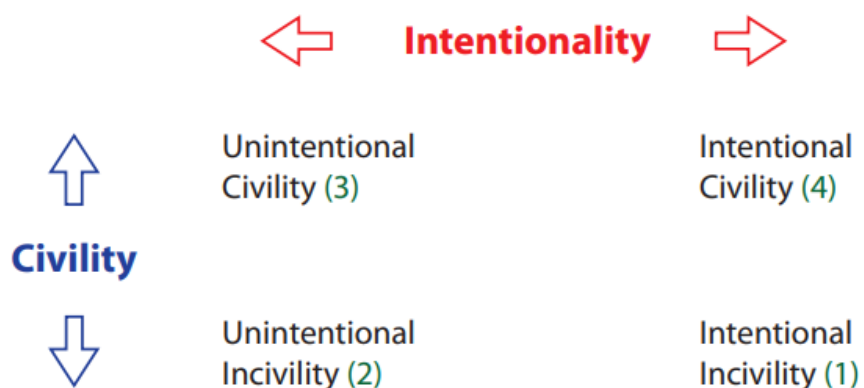 Intentionality
Unintentional
Civility (3)
Intentional
Civility (4)
Civility
Unintentional
Incivility (2)
Intentional
Incivility (1)